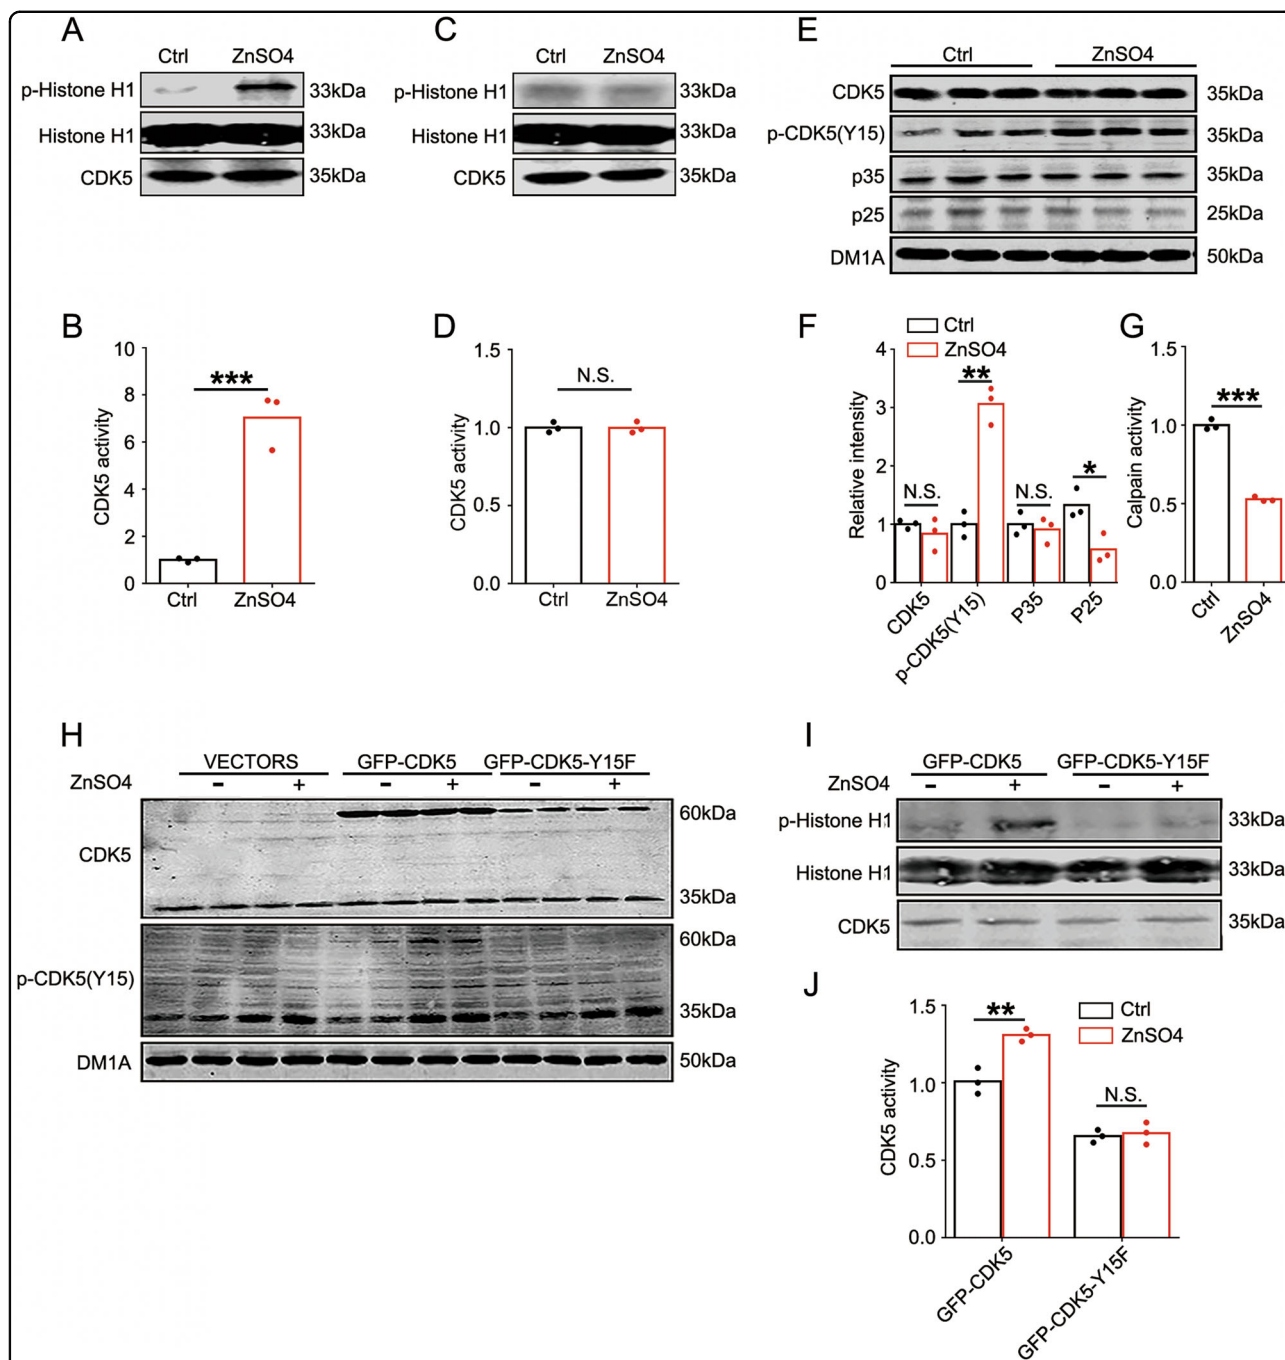 A
Ctrl ZnSO4
p-Histone H1 33kDa
Histone H1 33kDa
CDK5 35kDa
C
Ctrl ZnSO4
p-Histone H1 33kDa
Histone H1 33kDa
CDK5 35kDa
E
Ctrl ZnSO4
CDK5 35kDa
p-CDK5(Y15) 35kDa
p35 35kDa
p25 25kDa
DM1A 50kDa
B
CDK5 activity
10
8
6
4
2
0
***
Ctrl ZnSO4
D
CDK5 activity
1.5
1.0
0.5
0.0
N.S.
Ctrl ZnSO4
F
Ctrl
ZnSO4
Relative intensity
4
3
2
1
0
N.S. ** N.S. *
CDK5 p-CDK5(Y15) P35 P25
G
Calpain activity
1.5
1.0
0.5
0.0
***
Ctrl ZnSO4
H
VECTORS GFP-CDK5 GFP-CDK5-Y15F
ZnSO4 - + - + - +
CDK5 60kDa
35kDa
p-CDK5(Y15) 60kDa
35kDa
DM1A 50kDa
I
GFP-CDK5 GFP-CDK5-Y15F
ZnSO4 - + - +
p-Histone H1 33kDa
Histone H1 33kDa
CDK5 35kDa
J
Ctrl
ZnSO4
CDK5 activity
1.5
1.0
0.5
0.0
** N.S.
GFP-CDK5 GFP-CDK5-Y15F